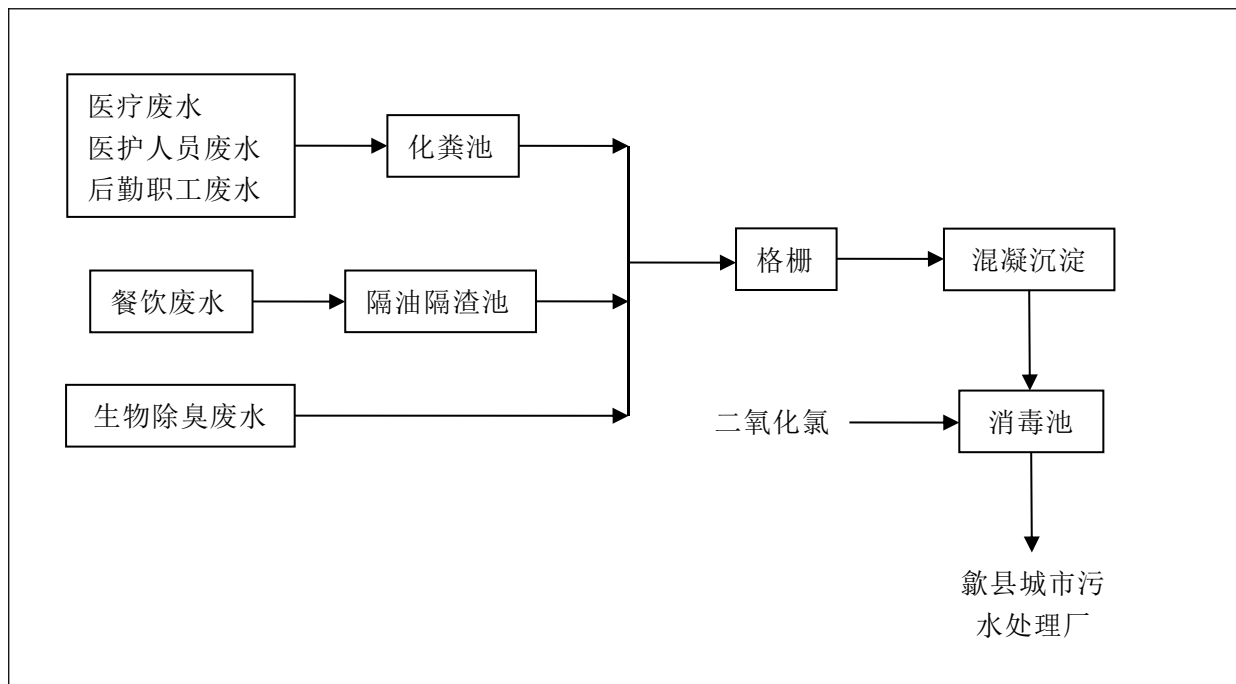 医疗废水
医护人员废水
后勤职工废水
化粪池
格栅
混凝沉淀
餐饮废水
隔油隔渣池
生物除臭废水
二氧化氯
消毒池
歙县城市污
水处理厂